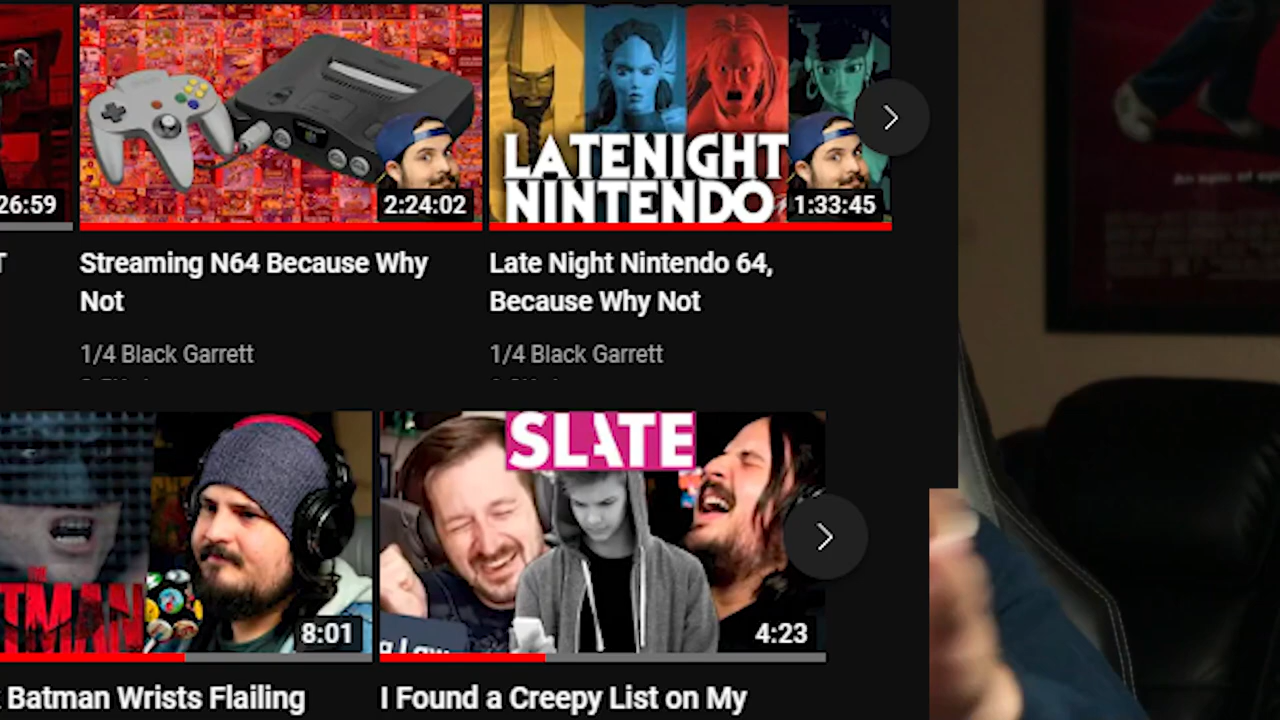 26:59
2:24:02
LATENIGHT
NINTENDO
1:33:45
Streaming N64 Because Why
Not
Late Night Nintendo 64,
Because Why Not
1/4 Black Garrett
1/4 Black Garrett
SLATE
THE
TMAN
8:01
4:23
Batman Wrists Flailing
I Found a Creepy List on My